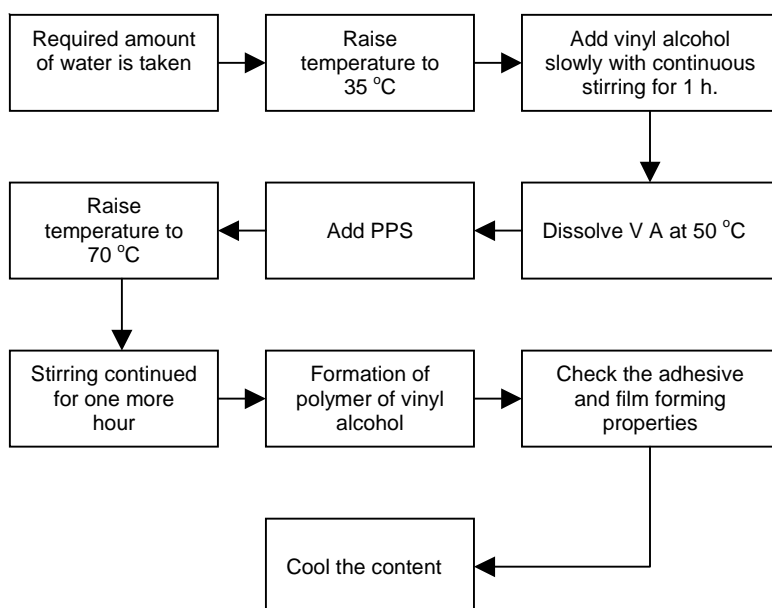 Required amount
of water is taken
Raise
temperature to
35 °C
Add vinyl alcohol
slowly with continuous
stirring for 1 h.
Dissolve V A at 50 °C
Add PPS
Raise
temperature to
70 °C
Stirring continued
for one more
hour
Formation of
polymer of vinyl
alcohol
Check the adhesive
and film forming
properties
Cool the content